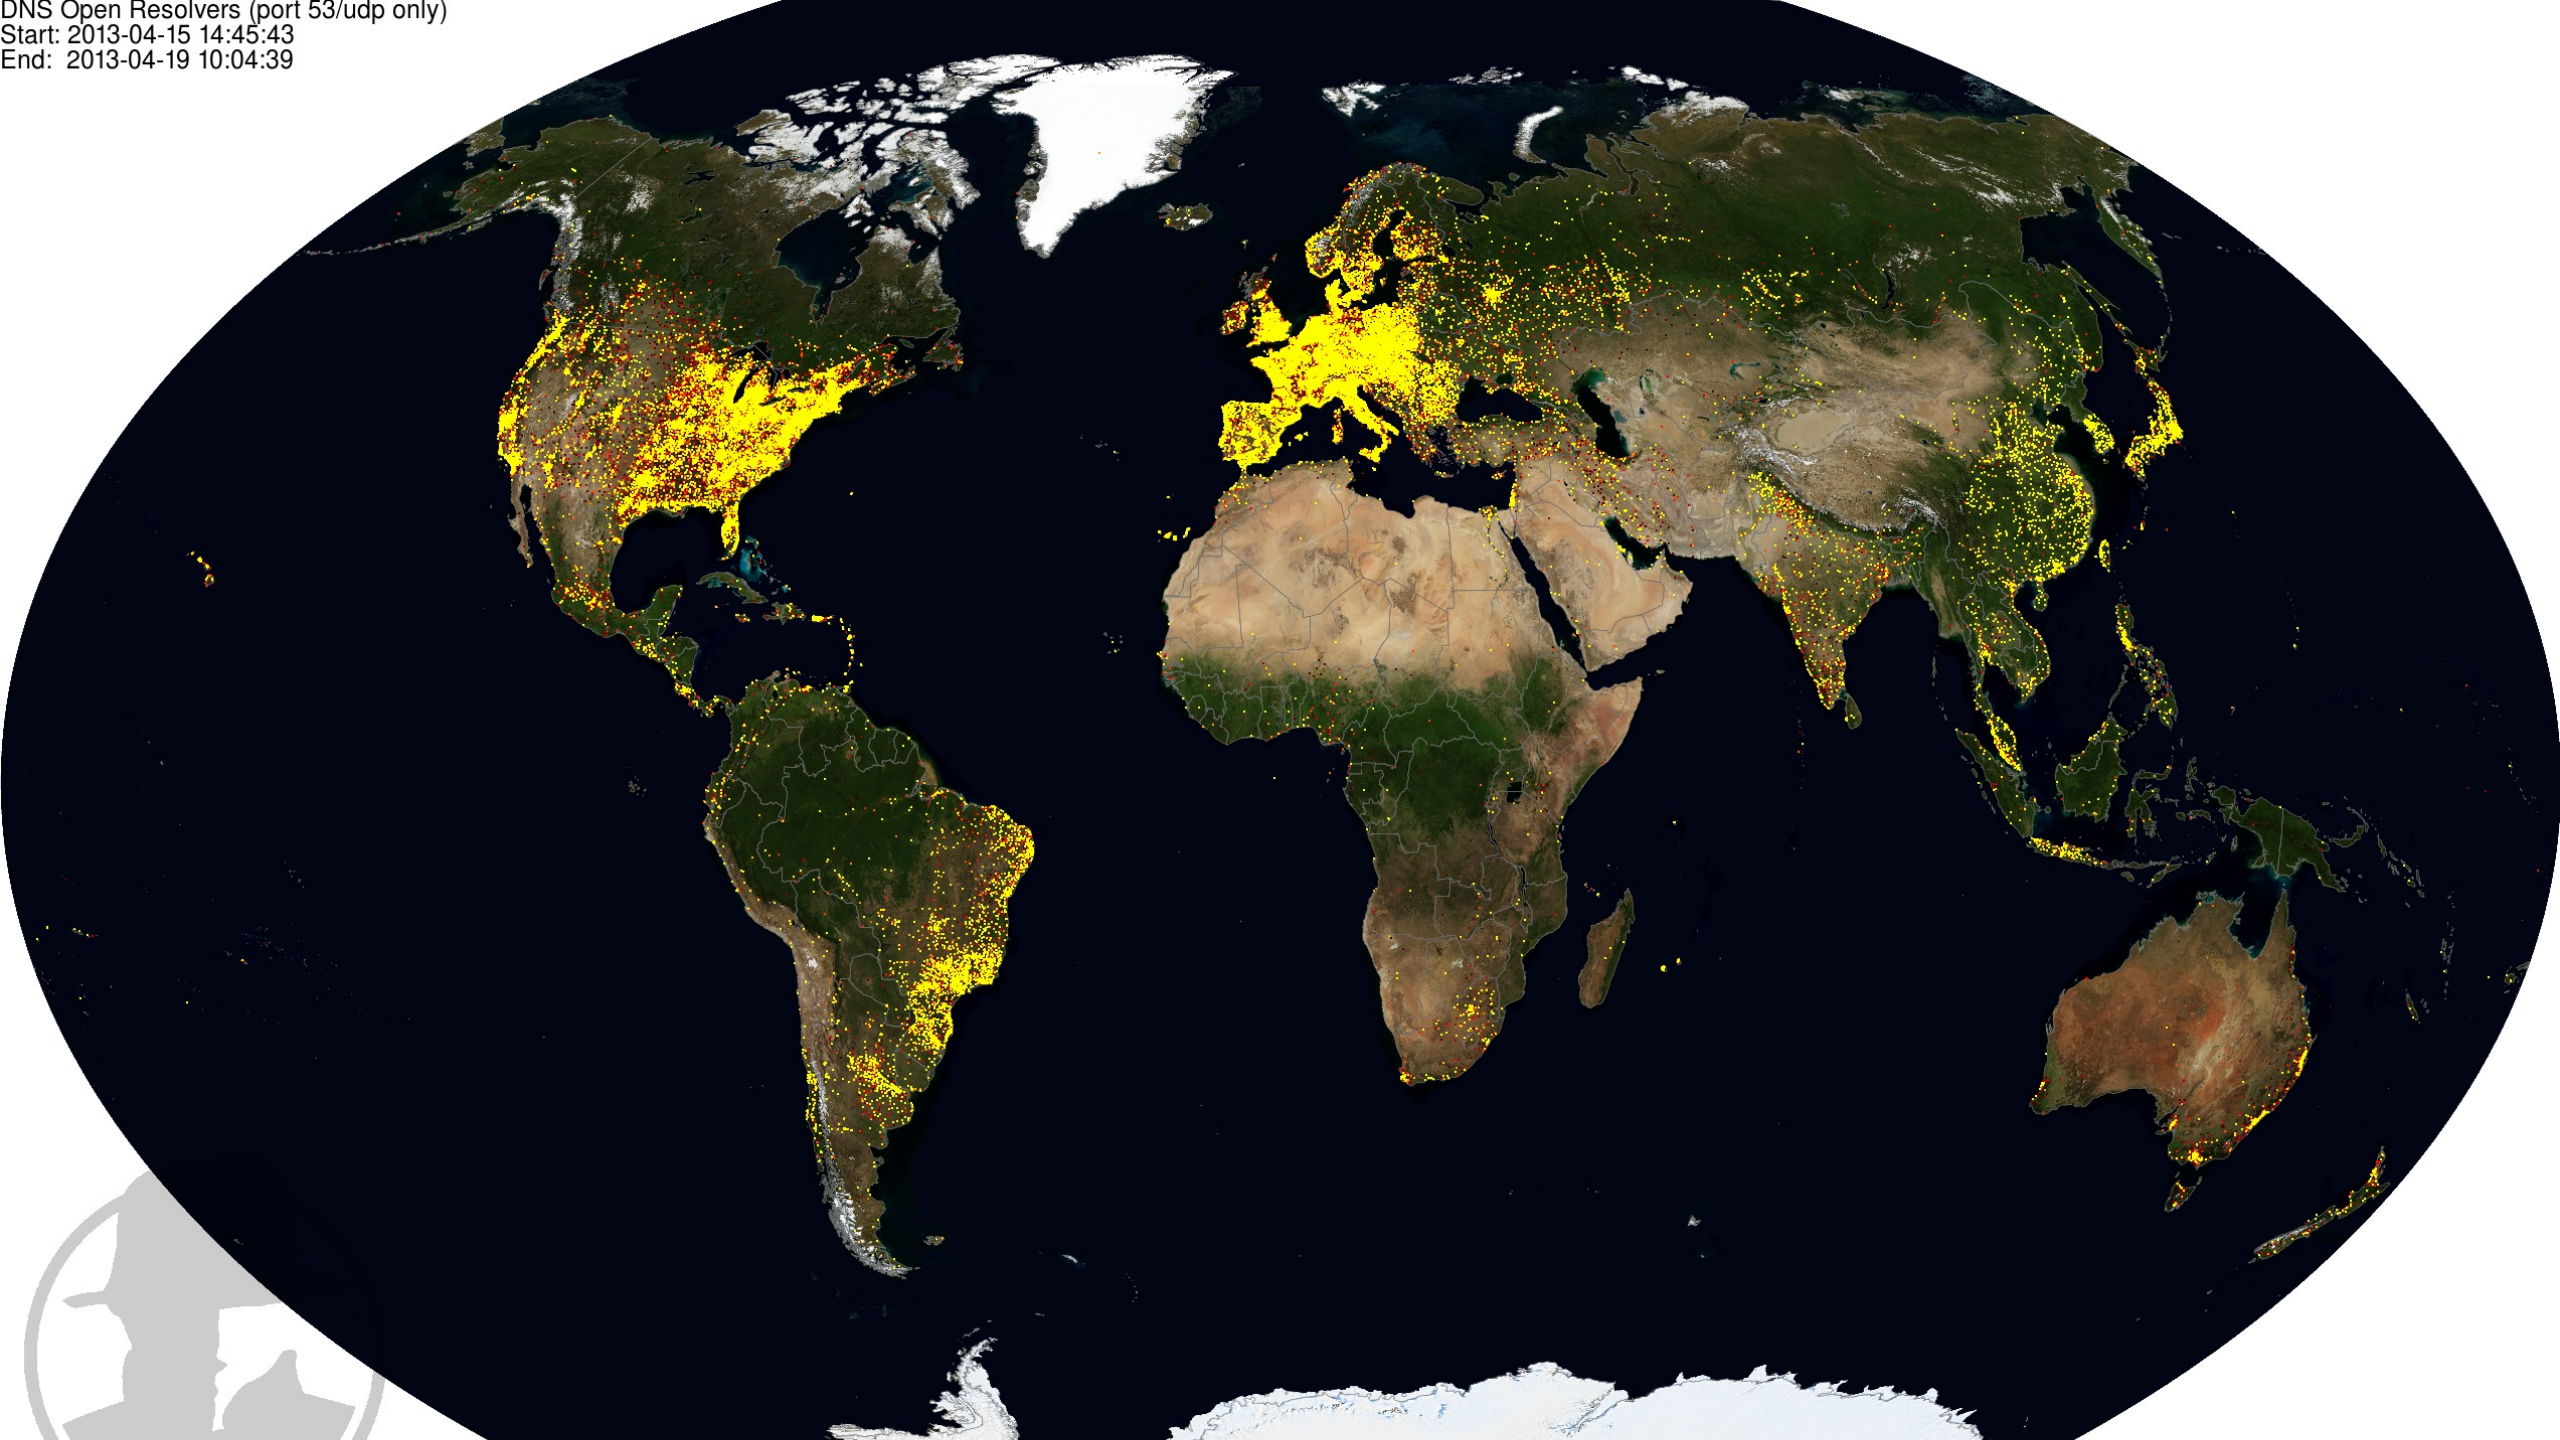 DNS Open Resolvers (port 53/udp only)
Start: 2013-04-15 14:45:43
End: 2013-04-19 10:04:39